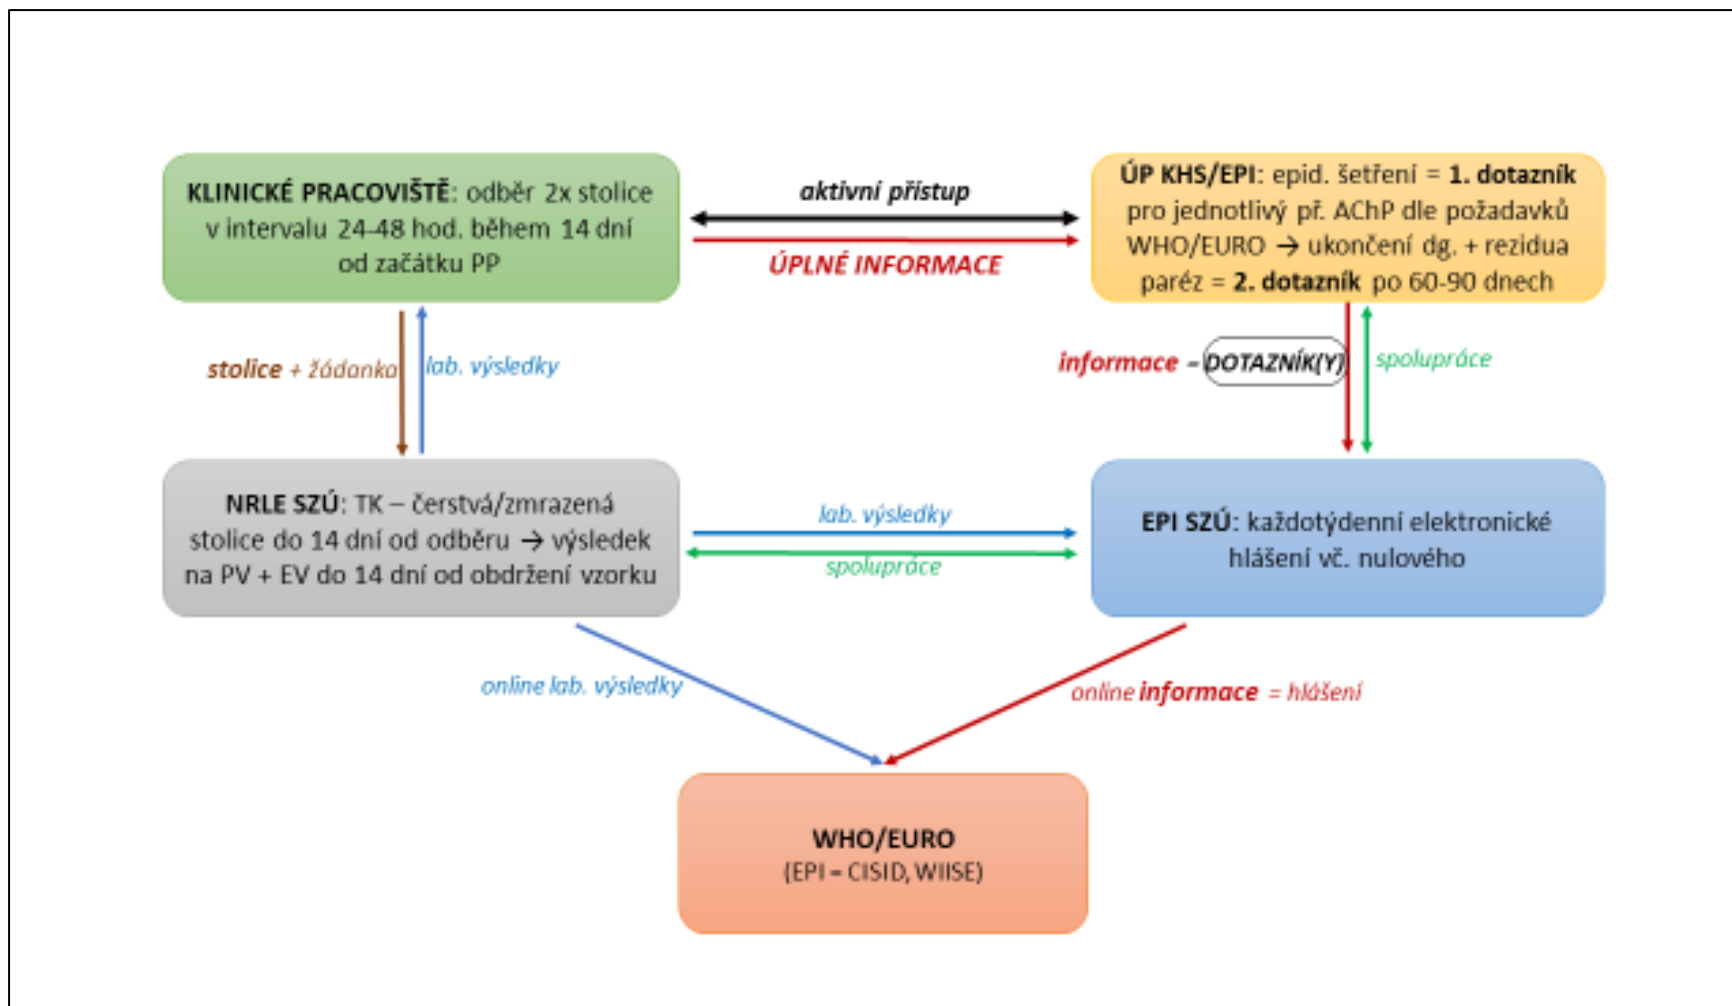 KLINICKÉ PRACOVIŠTĚ: odběr 2x stolice
v intervalu 24-48 hod. během 14 dní
od začátku PP
aktivní přístup
ÚPLNÉ INFORMACE
ÚP KHS/EPI: epid. šetření = 1. dotazník
pro jednotlivý př. AChP dle požadavků
WHO/EURO → ukončení dg. + rezidua
paréz = 2. dotazník po 60-90 dnech
stolice + žádanka
lab. výsledky
informace – DOTAZNÍK(Y)
spolupráce
NRLE SZÚ: TK – čerstvá/zmrazená
stolice do 14 dní od odběru → výsledek
na PV + EV do 14 dní od obdržení vzorku
lab. výsledky
spolupráce
EPI SZÚ: každotýdenní elektronické
hlášení vč. nulového
online lab. výsledky
online informace = hlášení
WHO/EURO
(EPI – CISID, WIISE)